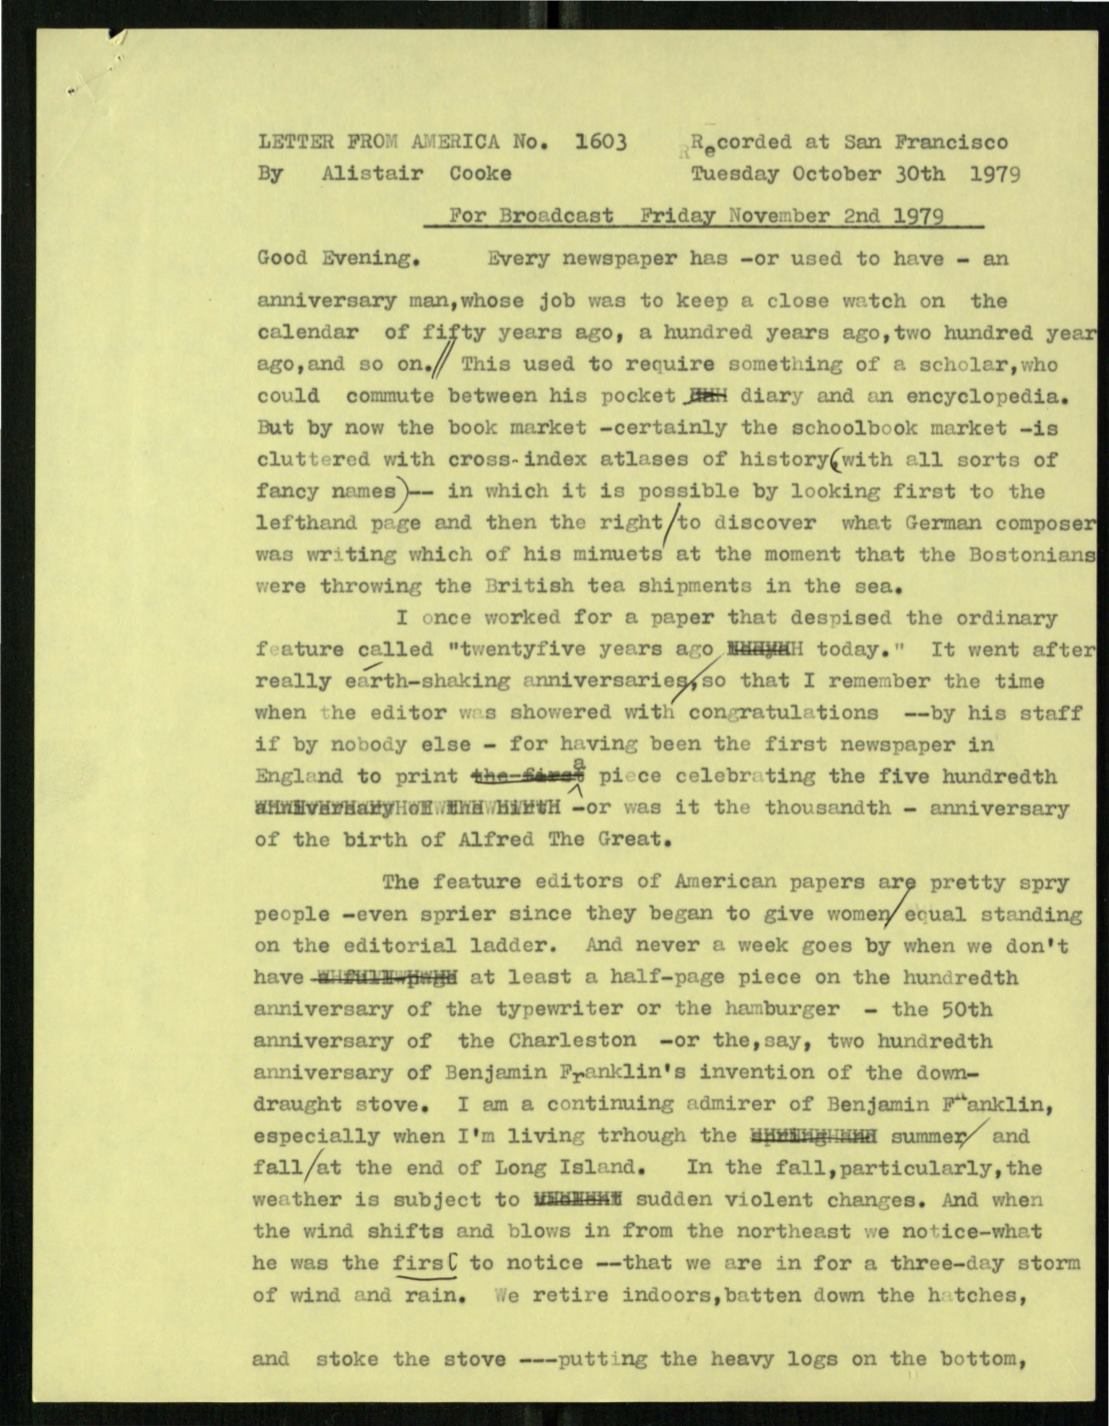 LETTER FROM AMERICA No. 1603 Recorded at San Francisco
By Alistair Cooke Tuesday October 30th 1979
For Broadcast Friday November 2nd 1979
Good Evening. Every newspaper has -or used to have - an
anniversary man,whose job was to keep a close watch on the
calendar of fifty years ago, a hundred years ago,two hundred year
ago,and so on.// This used to require something of a scholar,who
could commute between his pocket diary and an encyclopedia.
But by now the book market -certainly the schoolbook market -is
cluttered with cross-index atlases of history(with all sorts of
fancy names)-- in which it is possible by looking first to the
lefthand page and then the right/to discover what German composer
was writing which of his minuets at the moment that the Bostonians
were throwing the British tea shipments in the sea.
I once worked for a paper that despised the ordinary
feature called "twentyfive years ago today." It went after
really earth-shaking anniversaries,so that I remember the time
when the editor was showered with congratulations --by his staff
if by nobody else - for having been the first newspaper in
England to print the first a piece celebrating the five hundredth
anniversary of the birth -or was it the thousandth - anniversary
of the birth of Alfred The Great.
The feature editors of American papers are pretty spry
people -even sprier since they began to give women/equal standing
on the editorial ladder. And never a week goes by when we don't
have a full page at least a half-page piece on the hundredth
anniversary of the typewriter or the hamburger - the 50th
anniversary of the Charleston -or the,say, two hundredth
anniversary of Benjamin Franklin's invention of the down-
draught stove. I am a continuing admirer of Benjamin Franklin,
especially when I'm living trhough the summer/ and
fall/at the end of Long Island. In the fall,particularly,the
weather is subject to sudden violent changes. And when
the wind shifts and blows in from the northeast we notice-what
he was the first to notice --that we are in for a three-day storm
of wind and rain. We retire indoors,batten down the hatches,
and stoke the stove ---putting the heavy logs on the bottom,